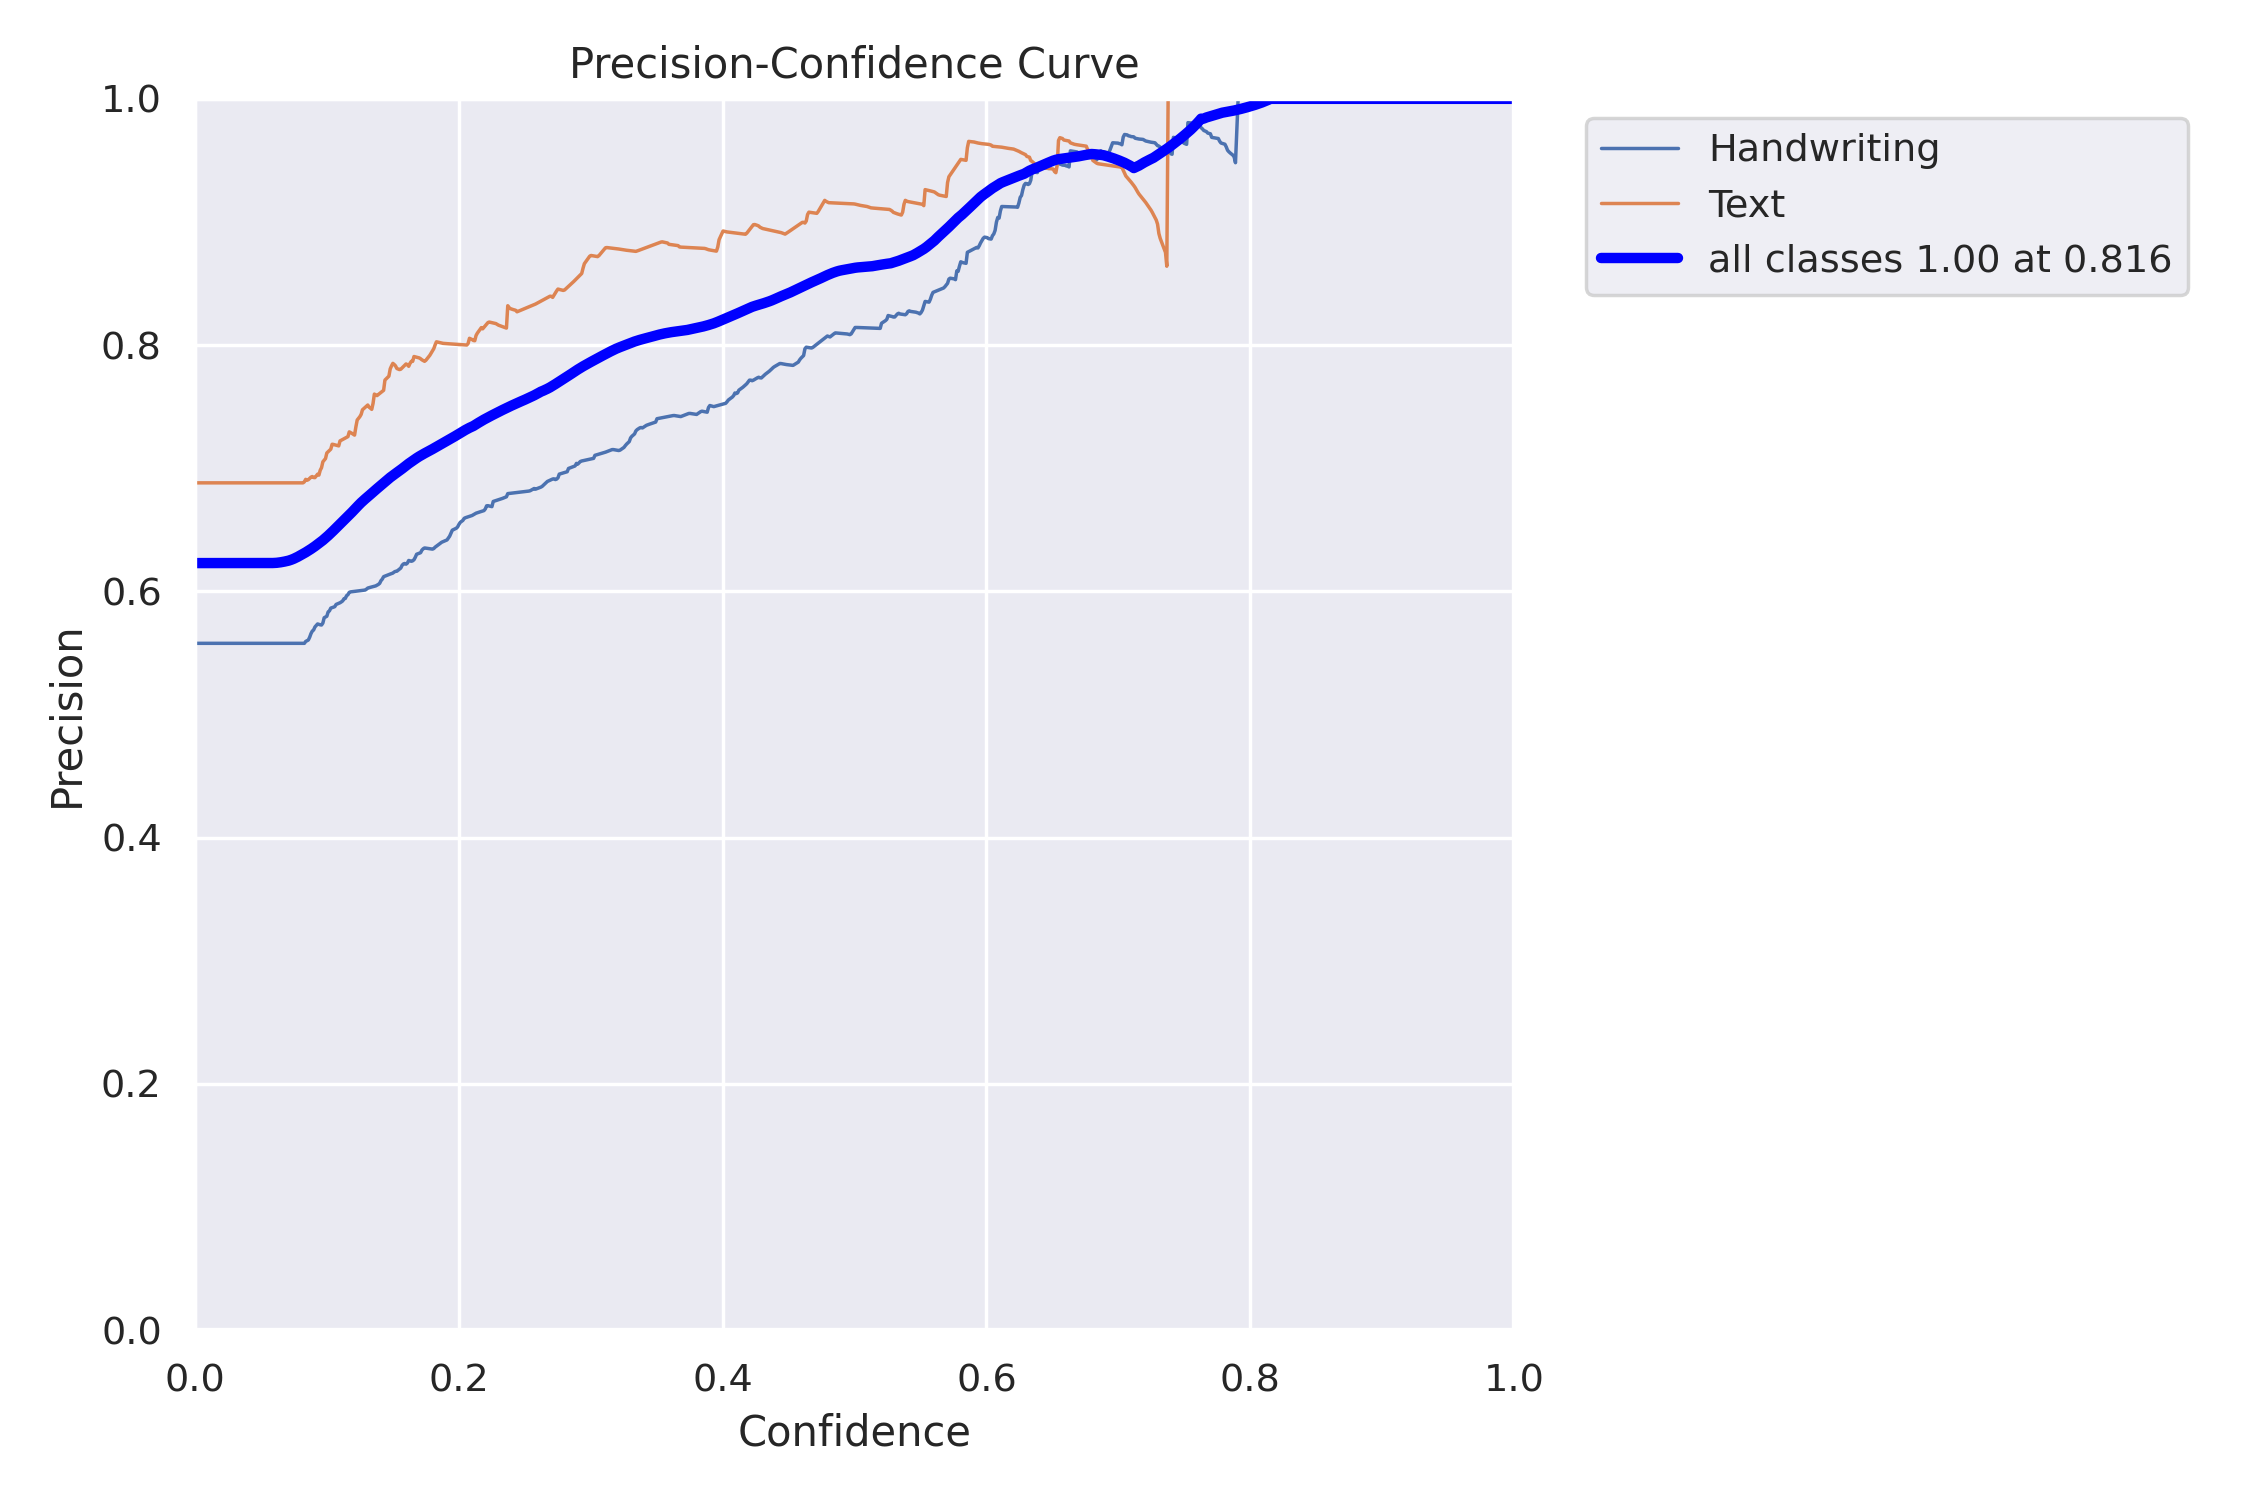 Precision-Confidence Curve
1.0
0.8
0.6
0.4
0.2
0.0
Precision
0.0 0.2 0.4 0.6 0.8 1.0
Confidence
Handwriting
Text
all classes 1.00 at 0.816